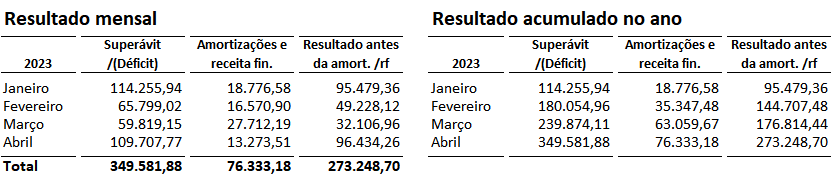 Resultado mensal
Superávit Amortizações e Resultado antes
2023 /(Déficit) receita fin. da amort. /rf
Janeiro 114.255,94 18.776,58 95.479,36
Fevereiro 65.799,02 16.570,90 49.228,12
Março 59.819,15 27.712,19 32.106,96
Abril 109.707,77 13.273,51 96.434,26
Total 349.581,88 76.333,18 273.248,70
Resultado acumulado no ano
Superávit Amortizações e Resultado antes
2023 /(Déficit) receita fin. da amort. /rf
Janeiro 114.255,94 18.776,58 95.479,36
Fevereiro 180.054,96 35.347,48 144.707,48
Março 239.874,11 63.059,67 176.814,44
Abril 349.581,88 76.333,18 273.248,70